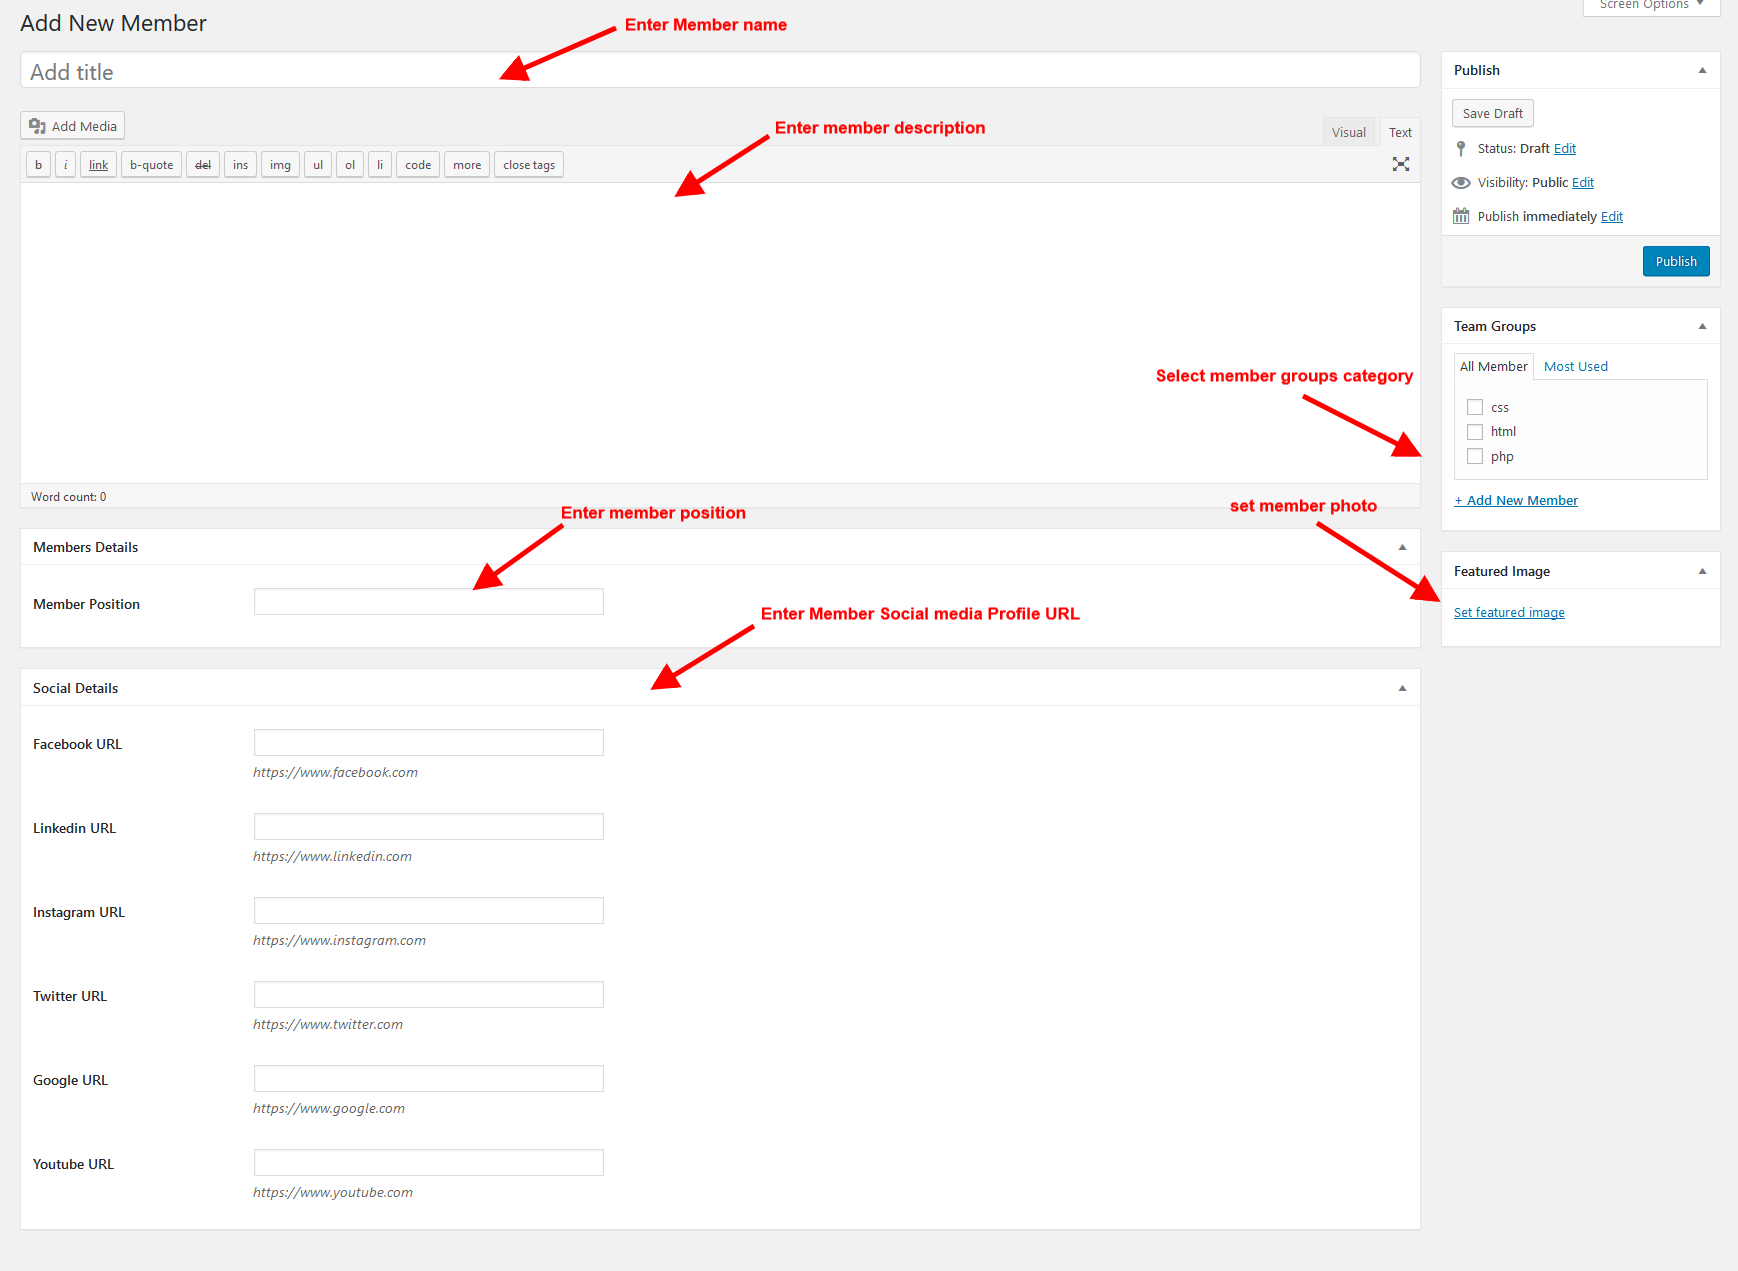 Screen Options
Add New Member
Enter Member name
Add title
Add Media
Enter member description
Visual
Text
b
i
link
b-quote
del
ins
img
ul
ol
li
code
more
close tags
Word count: 0
Enter member position
Members Details
Member Position
Enter Member Social media Profile URL
Social Details
Facebook URL
https://www.facebook.com
Linkedin URL
https://www.linkedin.com
Instagram URL
https://www.instagram.com
Twitter URL
https://www.twitter.com
Google URL
https://www.google.com
Youtube URL
https://www.youtube.com
Publish
Save Draft
Status: Draft Edit
Visibility: Public Edit
Publish immediately Edit
Publish
Team Groups
Select member groups category
All Member
Most Used
css
html
php
+ Add New Member
set member photo
Featured Image
Set featured image